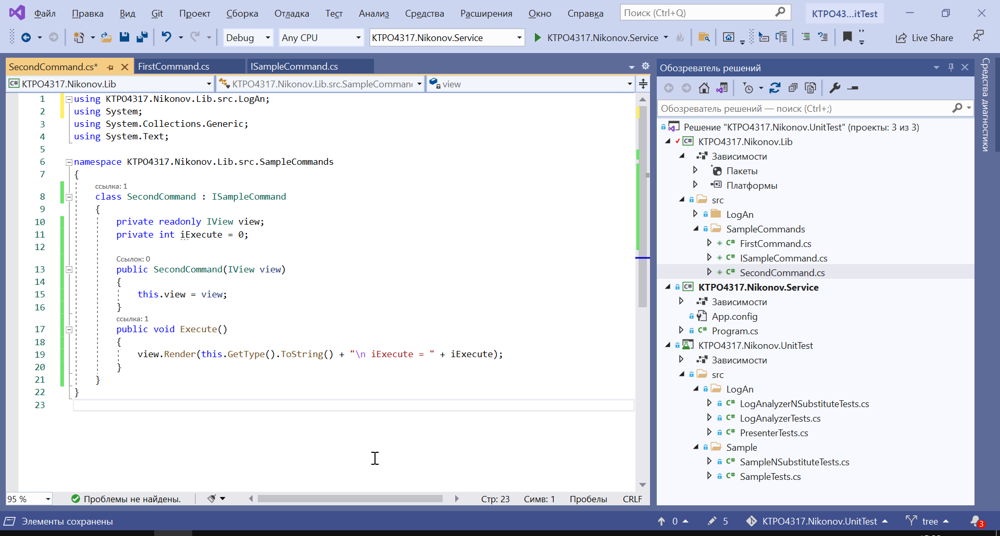 Файл Правка Вид Git Проект Сборка Отладка Тест Анализ Средства Расширения Окно Справка Поиск (Ctrl+Q) KTPO43...itTest
Debug Any CPU KTPO4317.Nikonov.Service KTPO4317.Nikonov.Service Live Share
SecondCommand.cs* FirstCommand.cs ISampleCommand.cs
KTPO4317.Nikonov.Lib KTPO4317.Nikonov.Lib.src.SampleComman view
1 using KTPO4317.Nikonov.Lib.src.LogAn;
2 using System;
3 using System.Collections.Generic;
4 using System.Text;
5
6 namespace KTPO4317.Nikonov.Lib.src.SampleCommands
7 {
ссылка: 1
8 class SecondCommand : ISampleCommand
9 {
10 private readonly IView view;
11 private int iExecute = 0;
12
Ссылок: 0
13 public SecondCommand(IView view)
14 {
15 this.view = view;
16 }
ссылка: 1
17 public void Execute()
18 {
19 view.Render(this.GetType().ToString() + "\n iExecute = " + iExecute);
20 }
21 }
22 }
23
95 % Проблемы не найдены. Стр: 23 Симв: 1 Пробелы CRLF
Обозреватель решений
Обозреватель решений — поиск (Ctrl+;)
Решение "KTPO4317.Nikonov.UnitTest" (проекты: 3 из 3)
C# KTPO4317.Nikonov.Lib
Зависимости
Пакеты
Платформы
src
LogAn
SampleCommands
C# FirstCommand.cs
C# ISampleCommand.cs
C# SecondCommand.cs
C# KTPO4317.Nikonov.Service
Зависимости
App.config
C# Program.cs
KTPO4317.Nikonov.UnitTest
Зависимости
src
LogAn
C# LogAnalyzerNSubstituteTests.cs
C# LogAnalyzerTests.cs
C# PresenterTests.cs
Sample
C# SampleNSubstituteTests.cs
C# SampleTests.cs
Средства диагностики
Элементы сохранены 0 5 KTPO4317.Nikonov.UnitTest tree 3